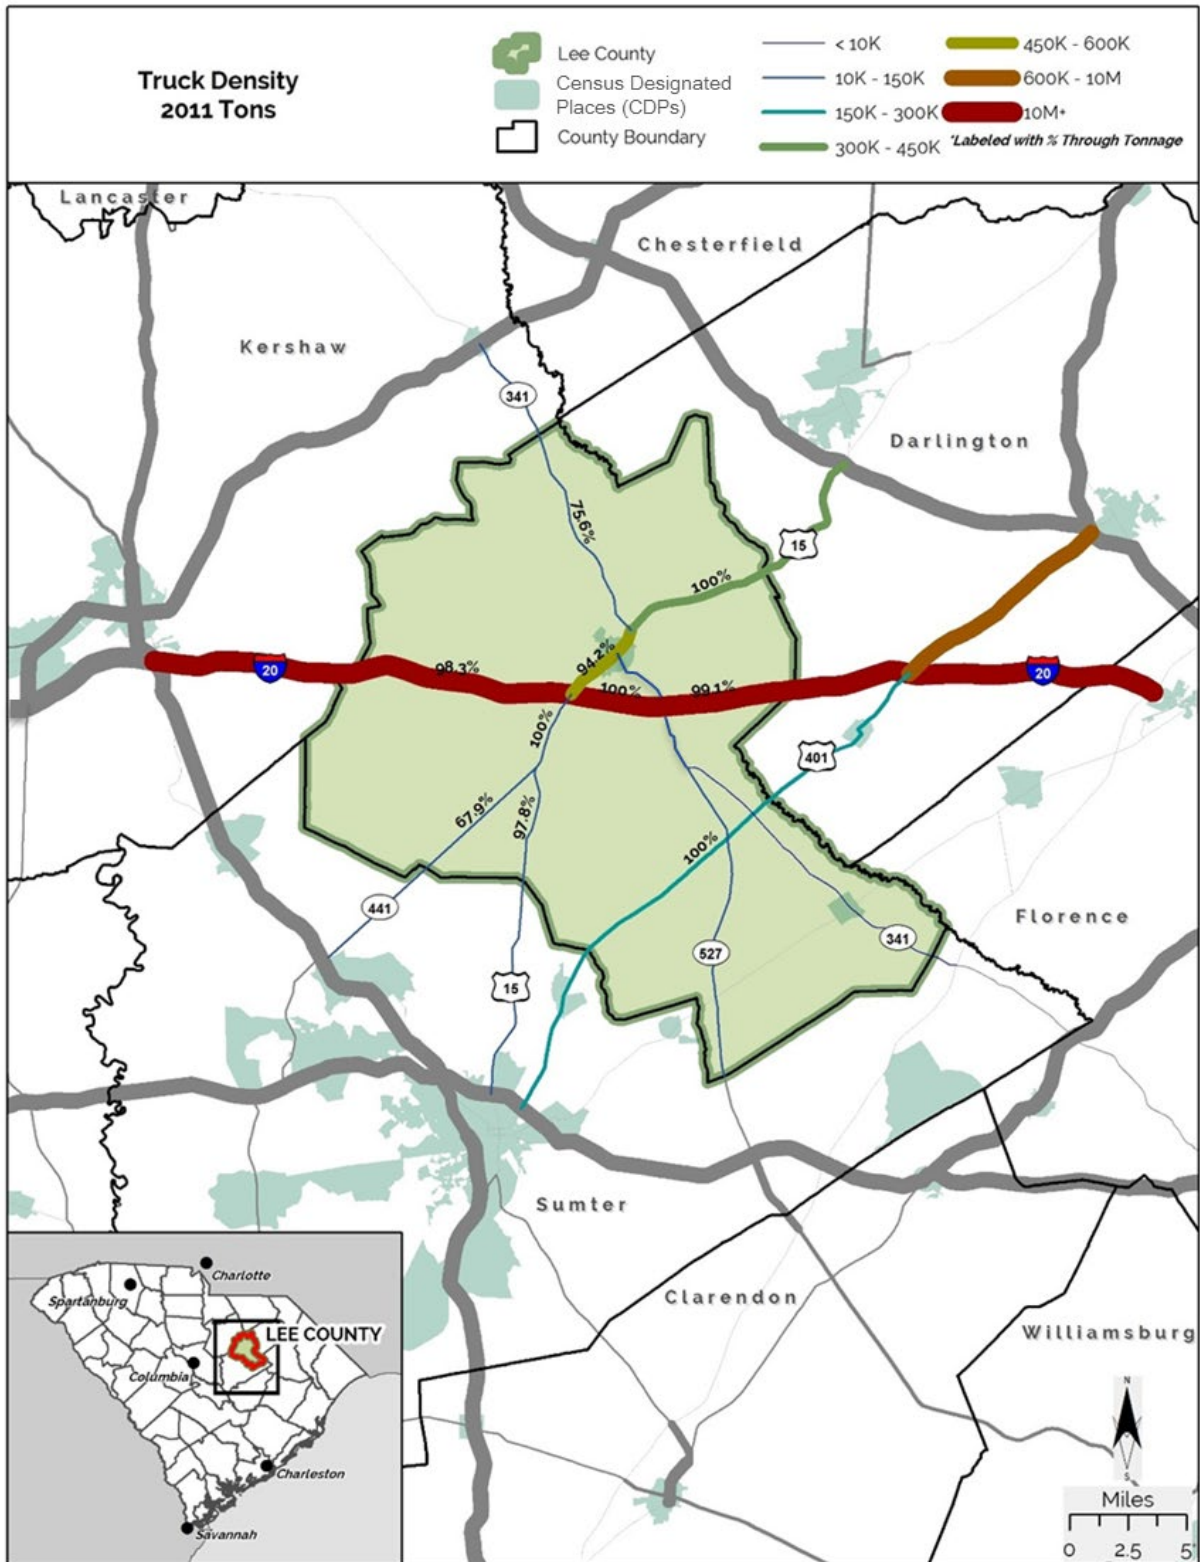 Truck Density
2011 Tons
Lee County
Census Designated
Places (CDPs)
County Boundary
< 10K
10K - 150K
150K - 300K
300K - 450K
450K - 600K
600K - 10M
10M+
*Labeled with % Through Tonnage
Lancaster
Chesterfield
Kershaw
341
Darlington
75.6%
15
100%
94.2%
20
98.3%
100%
99.1%
20
100%
401
67.9%
97.8%
100%
441
341
Florence
527
15
Sumter
Clarendon
Williamsburg
Charlotte
Spartanburg
LEE COUNTY
Columbia
Charleston
Savannah
N
S
Miles
0 2.5 5